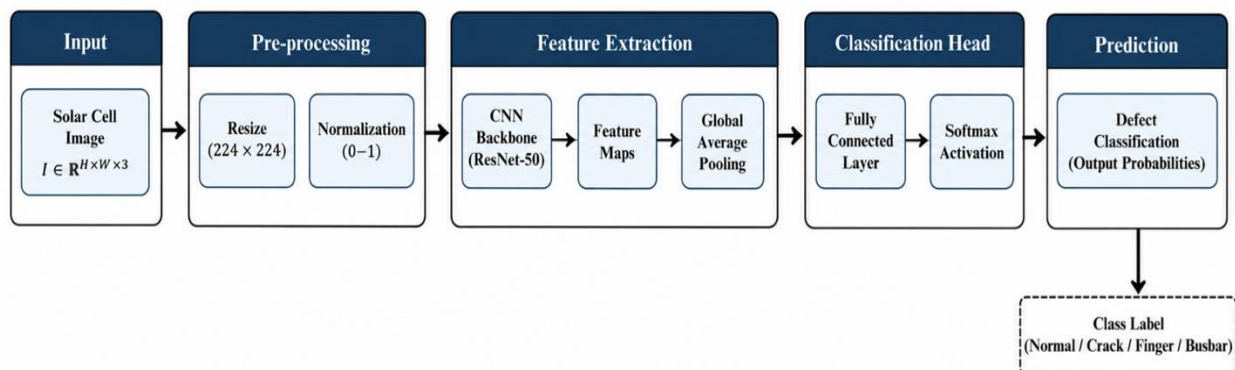 Input
Solar Cell
Image
I ∈ R^{H×W×3}
Pre-processing
Resize
(224 × 224)
Normalization
(0–1)
Feature Extraction
CNN
Backbone
(ResNet-50)
Feature
Maps
Global
Average
Pooling
Classification Head
Fully
Connected
Layer
Softmax
Activation
Prediction
Defect
Classification
(Output Probabilities)
Class Label
(Normal / Crack / Finger / Busbar)